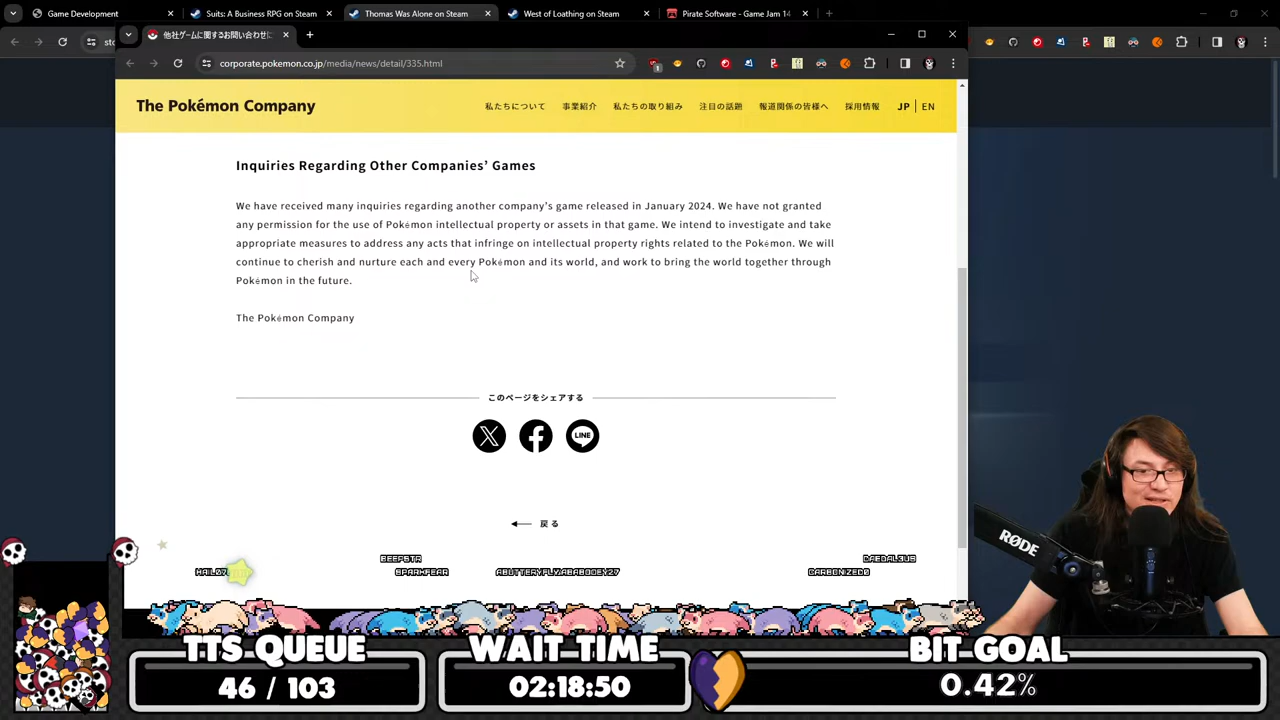 Game Development
Suits: A Business RPG on Steam
Thomas Was Alone on Steam
West of Loathing on Steam
Pirate Software - Game Jam 14
他社ゲームに関するお問い合わせに
corporate.pokemon.co.jp/media/news/detail/335.html
The Pokémon Company
私たちについて 事業紹介 私たちの取り組み 注目の話題 報道関係の皆様へ 採用情報 JP | EN
Inquiries Regarding Other Companies’ Games
We have received many inquiries regarding another company’s game released in January 2024. We have not granted
any permission for the use of Pokémon intellectual property or assets in that game. We intend to investigate and take
appropriate measures to address any acts that infringe on intellectual property rights related to the Pokémon. We will
continue to cherish and nurture each and every Pokémon and its world, and work to bring the world together through
Pokémon in the future.
The Pokémon Company
このページをシェアする
LINE
戻る
BEEPSTR
DAEDAL3US
SPARKFEAR
CARBONIZED0
RØDE
TTS QUEUE
46 / 103
WAIT TIME
02:18:50
BIT GOAL
0.42%